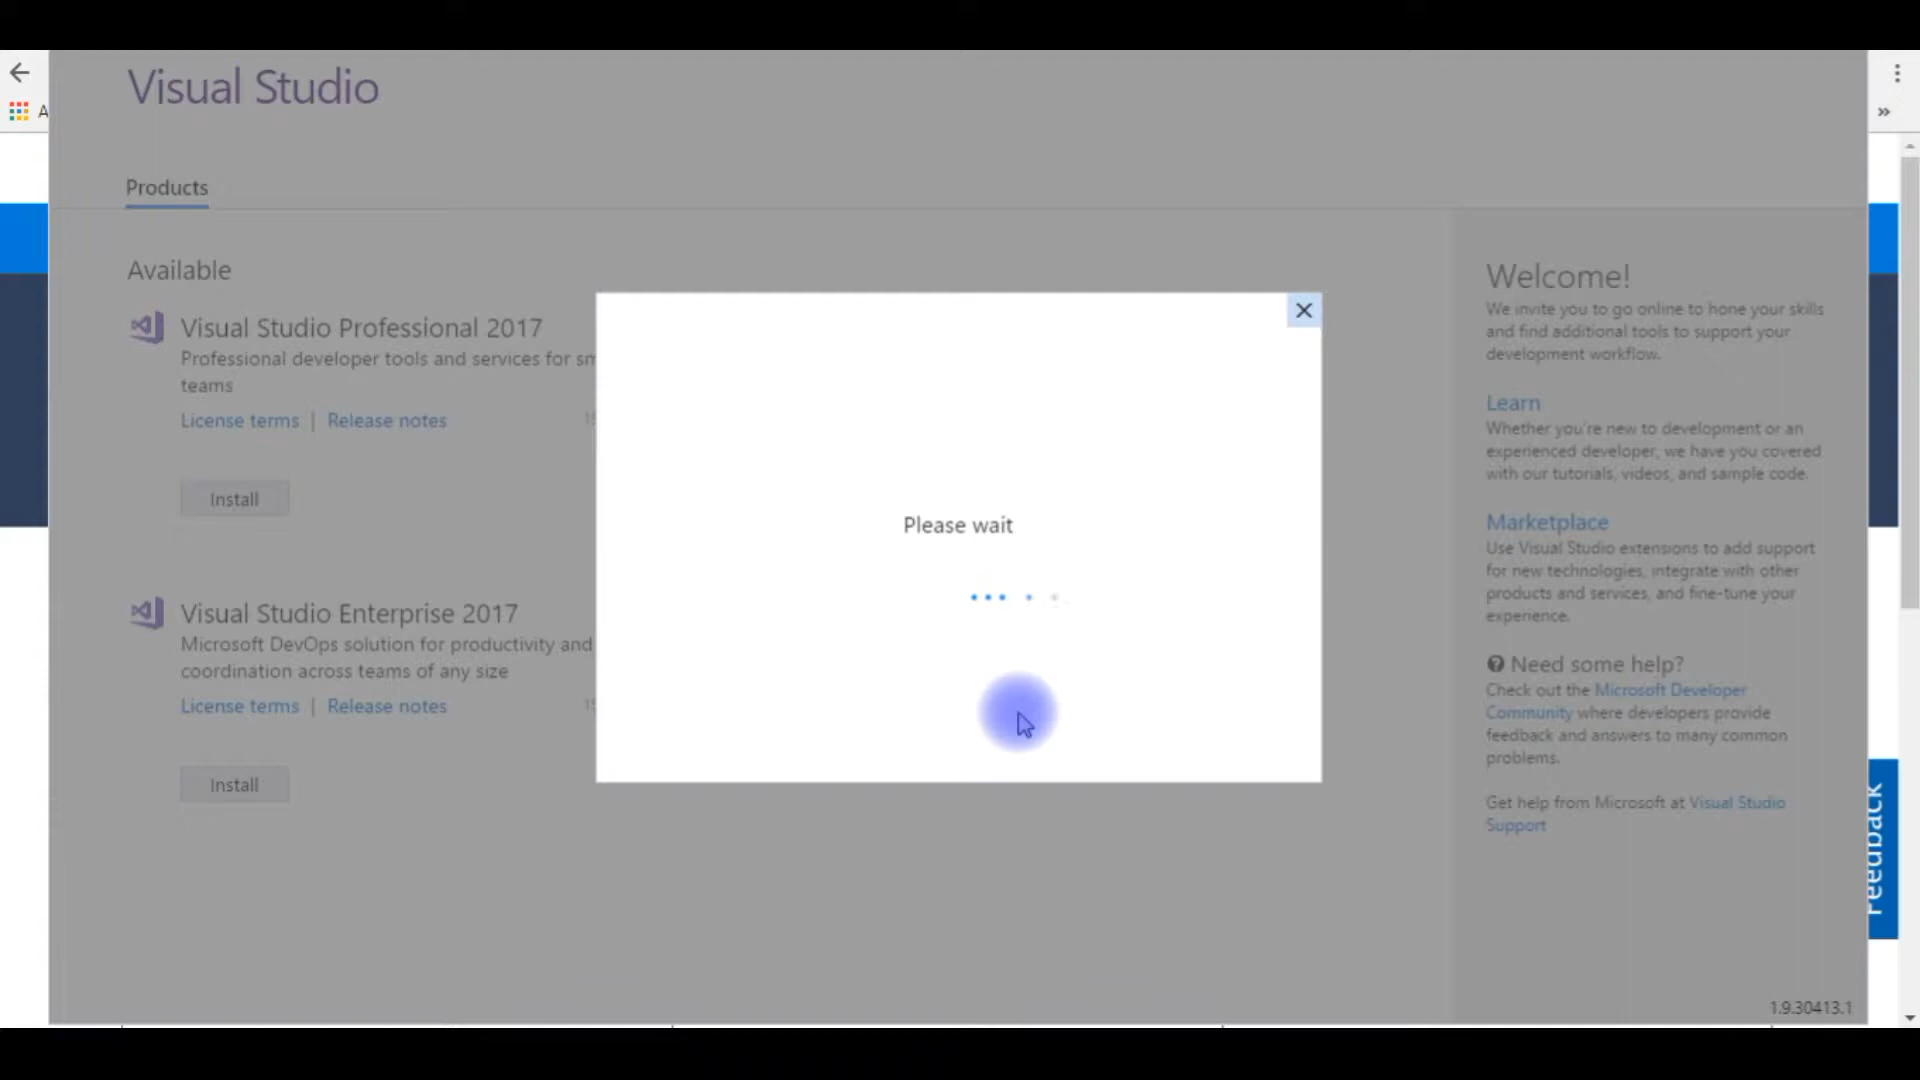 Visual Studio
A
»
Products
Available
Visual Studio Professional 2017
Professional developer tools and services for sm
teams
License terms | Release notes
Install
Visual Studio Enterprise 2017
Microsoft DevOps solution for productivity and
coordination across teams of any size
License terms | Release notes
Install
Please wait
Welcome!
We invite you to go online to hone your skills
and find additional tools to support your
development workflow.
Learn
Whether you're new to development or an
experienced developer, we have you covered
with our tutorials, videos, and sample code.
Marketplace
Use Visual Studio extensions to add support
for new technologies, integrate with other
products and services, and fine-tune your
experience.
Need some help?
Check out the Microsoft Developer
Community where developers provide
feedback and answers to many common
problems.
Get help from Microsoft at Visual Studio
Support
Feedback
1.9.30413.1